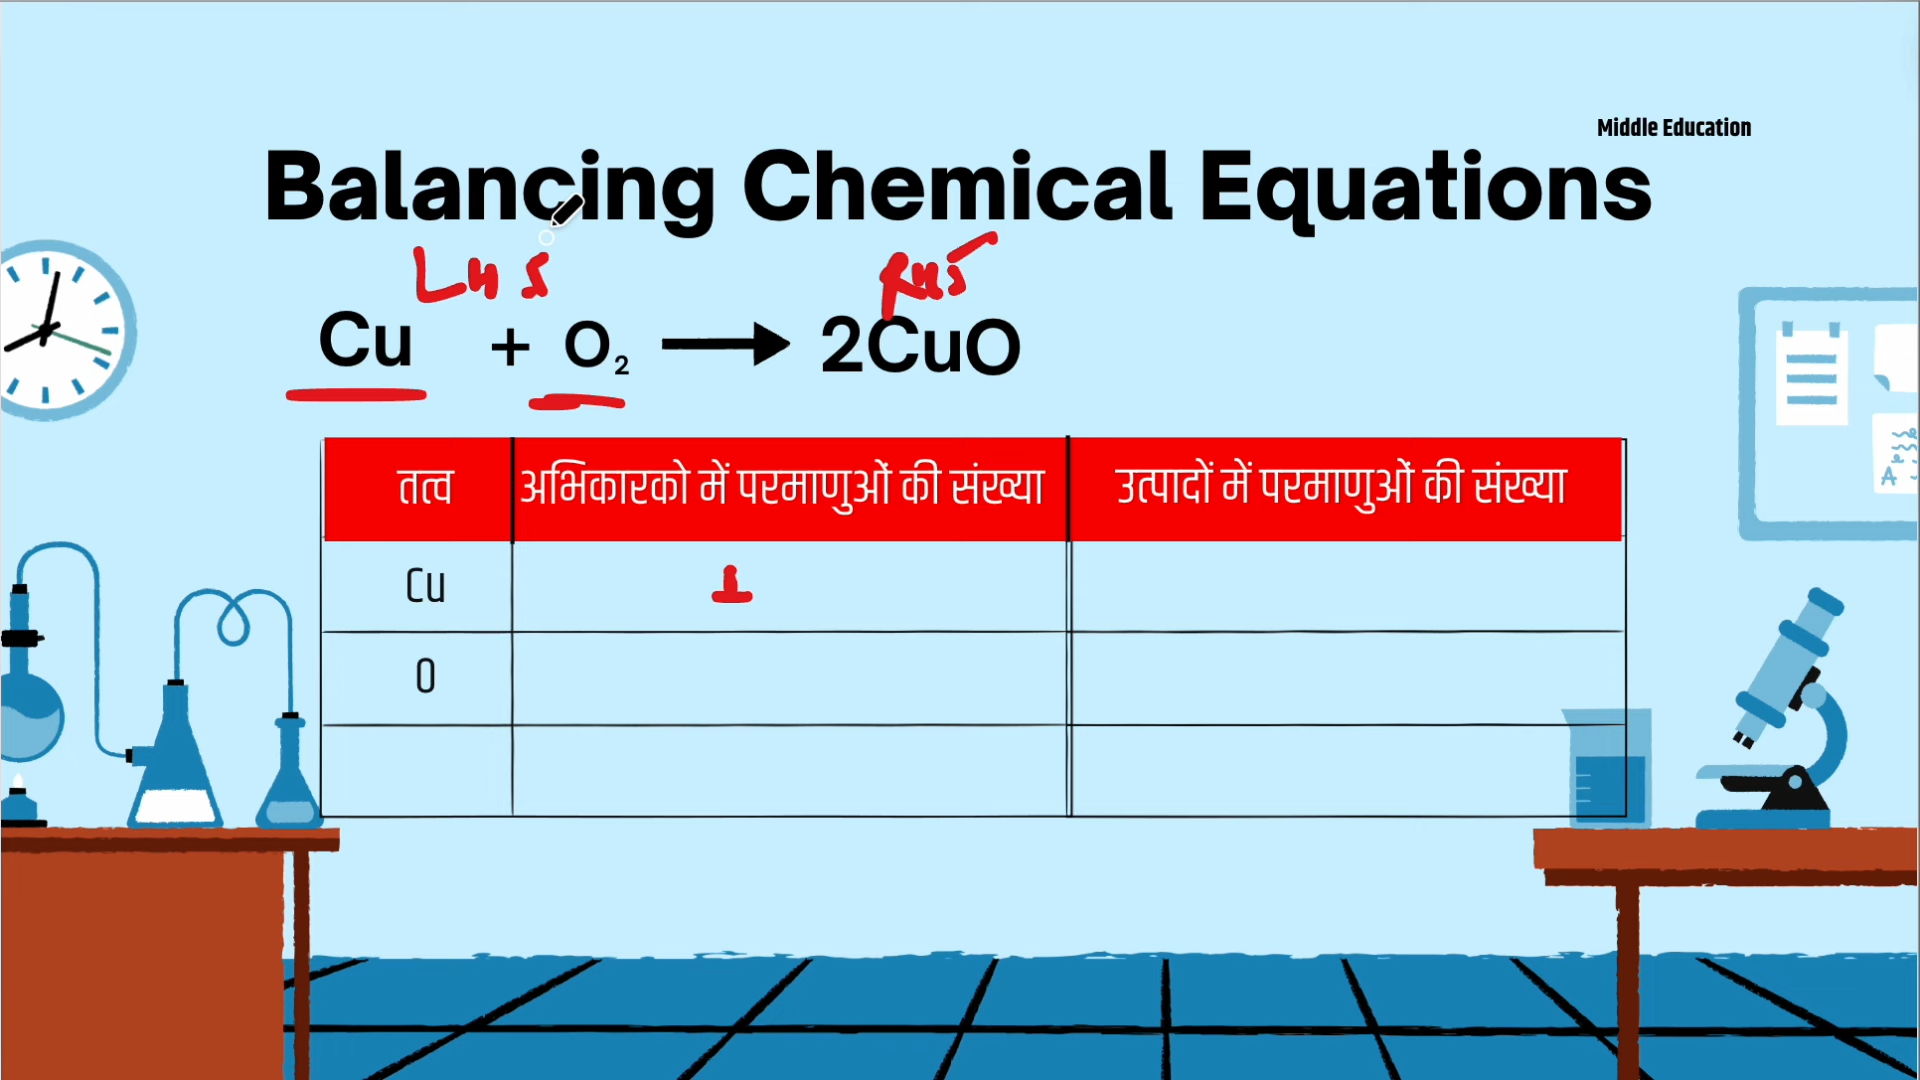 Middle Education
Balancing Chemical Equations
LHS RHS
Cu + O₂ → 2CuO
तत्व अभिकारको में परमाणुओं की संख्या उत्पादों में परमाणुओं की संख्या
Cu 1
O
A